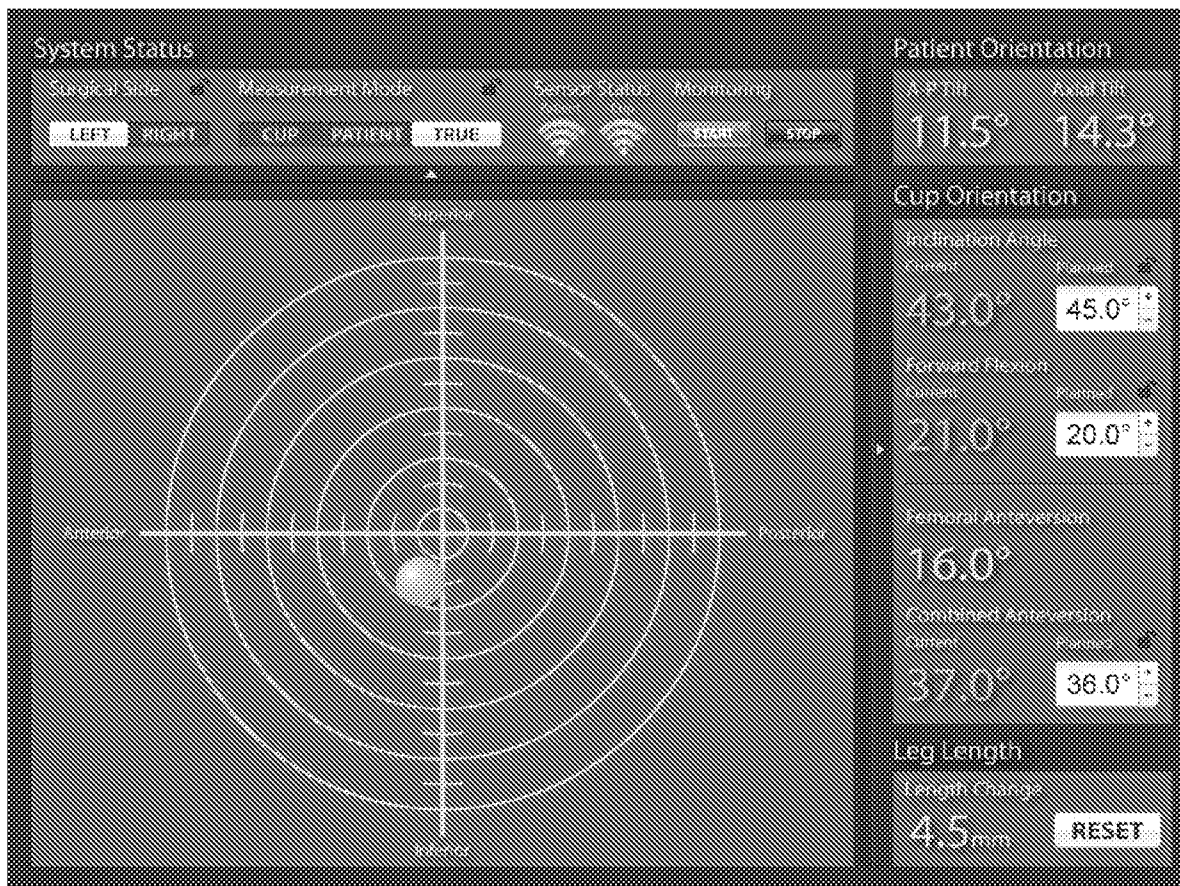 System Status
Surgical Side
Measurement Mode
Sensor Status
Monitoring
LEFT
RIGHT
CUP
PATIENT
TRUE
START
STOP
Patient Orientation
A-P Tilt
Axial Tilt
11.5°
14.3°
Superior
Anterior
Posterior
Cup Orientation
Inclination Angle
Current
Planned
43.0°
45.0°
Forward Flexion
Current
Planned
21.0°
20.0°
Femoral Anteversion
16.0°
Combined Anteversion
Current
Planned
37.0°
36.0°
Leg Length
Length Change
4.5mm
RESET